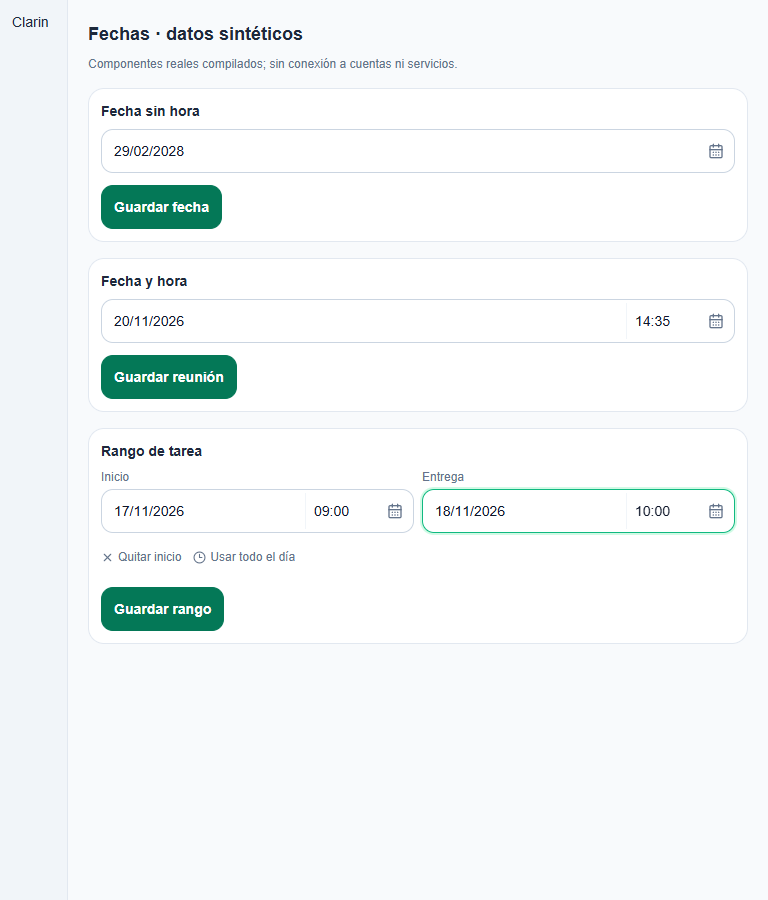 Clarin
Fechas · datos sintéticos
Componentes reales compilados; sin conexión a cuentas ni servicios.
Fecha sin hora
29/02/2028
Guardar fecha
Fecha y hora
20/11/2026 14:35
Guardar reunión
Rango de tarea
Inicio Entrega
17/11/2026 09:00 18/11/2026 10:00
Quitar inicio Usar todo el día
Guardar rango